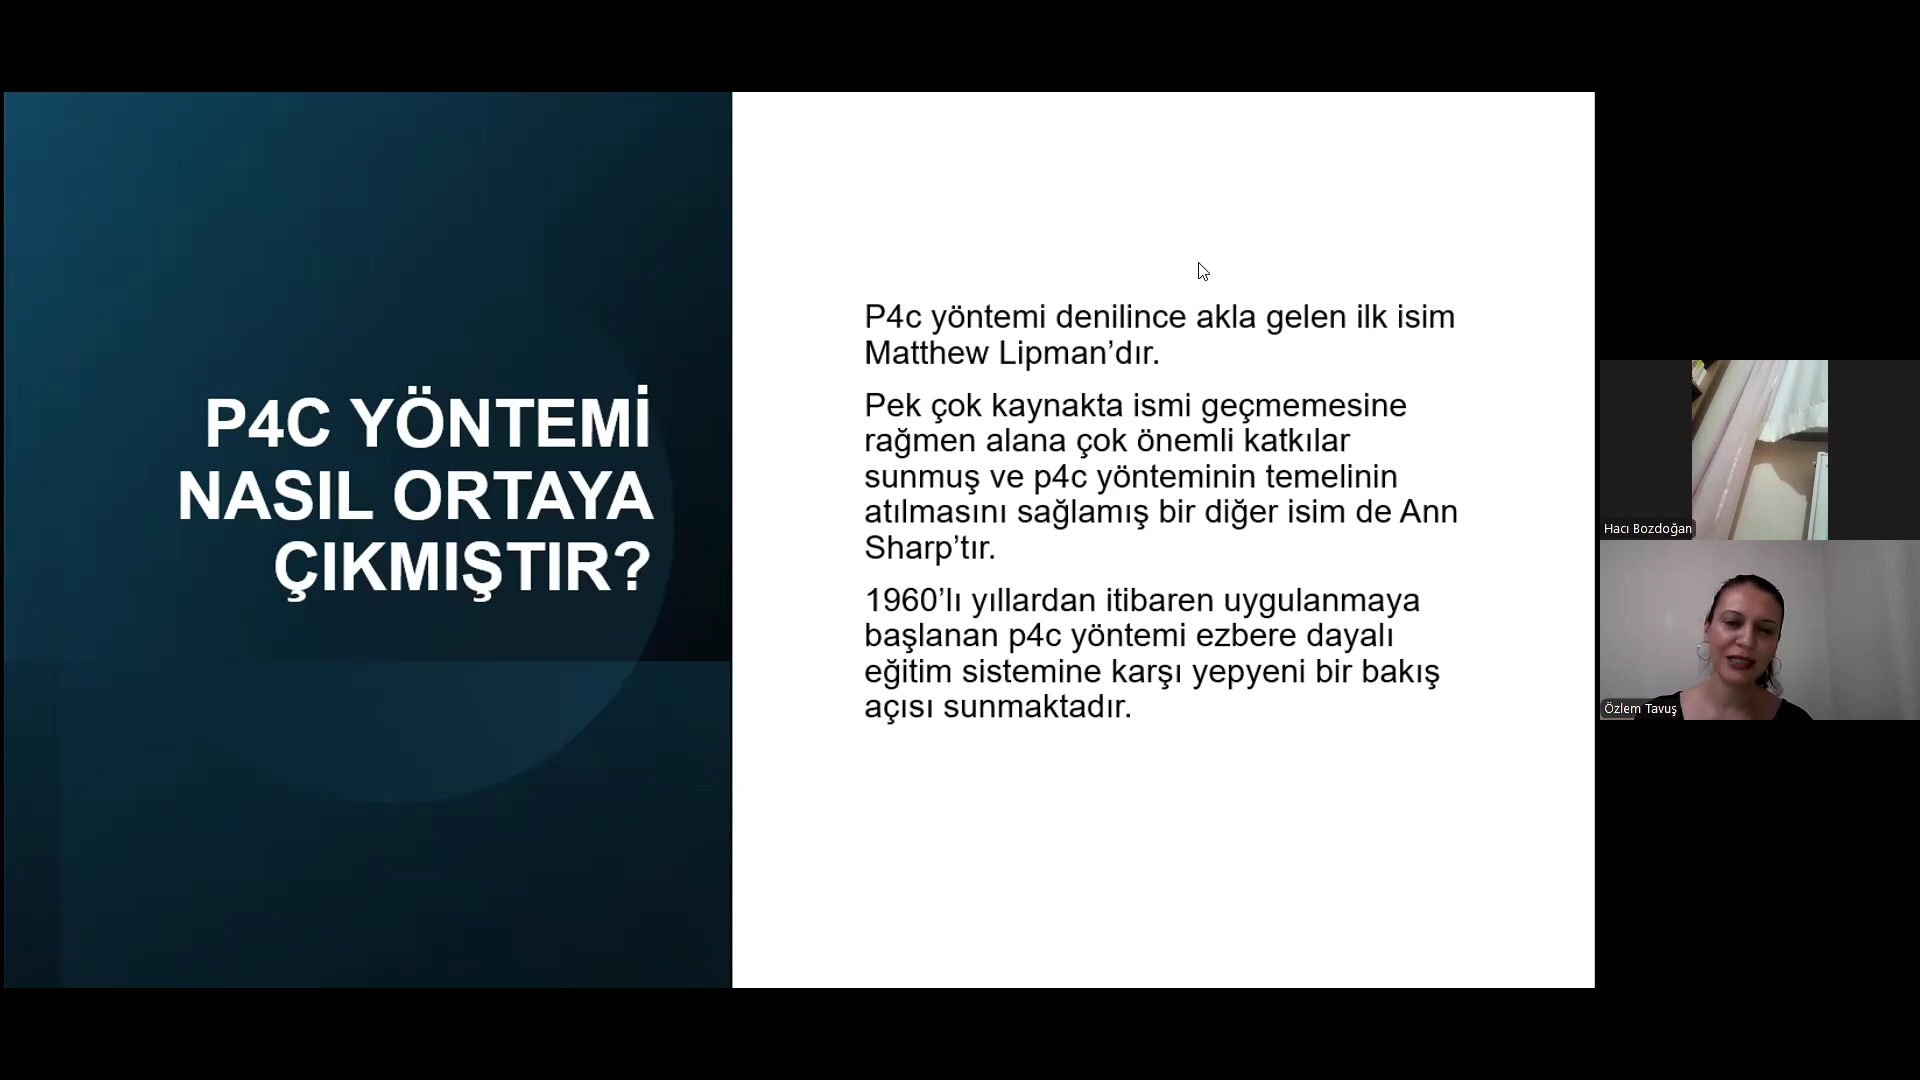 P4C YÖNTEMİ
NASIL ORTAYA
ÇIKMIŞTIR?
P4c yöntemi denilince akla gelen ilk isim
Matthew Lipman’dır.
Pek çok kaynakta ismi geçmemesine
rağmen alana çok önemli katkılar
sunmuş ve p4c yönteminin temelinin
atılmasını sağlamış bir diğer isim de Ann
Sharp’tır.
1960’lı yıllardan itibaren uygulanmaya
başlanan p4c yöntemi ezbere dayalı
eğitim sistemine karşı yepyeni bir bakış
açısı sunmaktadır.
Hacı Bozdoğan
Özlem Tavuş